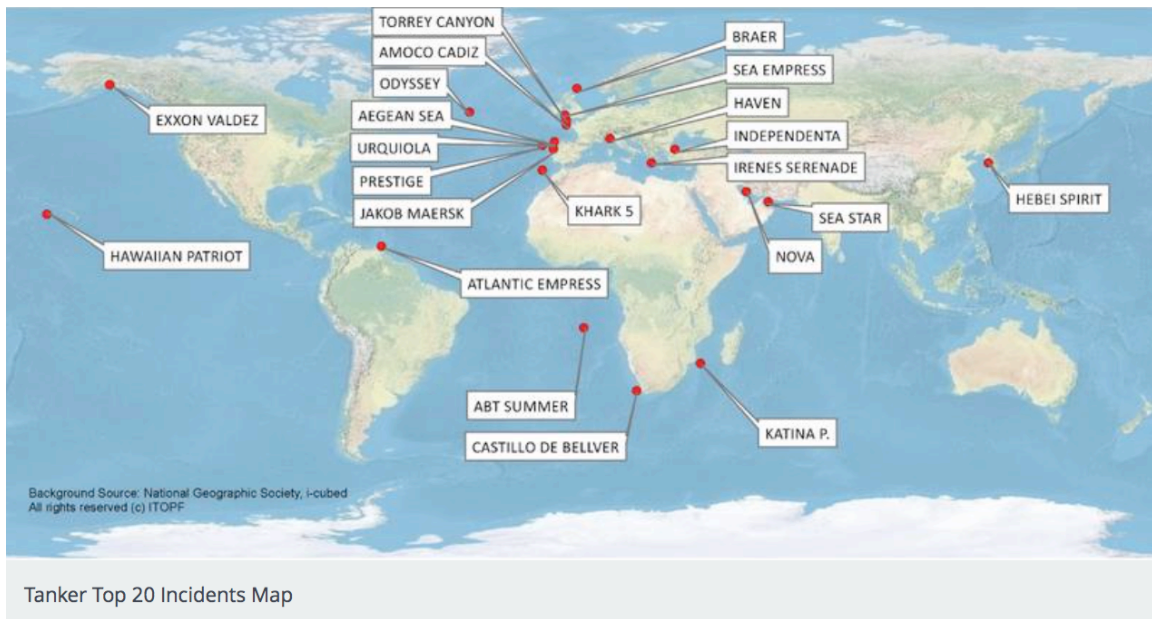 TORREY CANYON
BRAER
AMOCO CADIZ
SEA EMPRESS
ODYSSEY
HAVEN
EXXON VALDEZ
AEGEAN SEA
INDEPENDENTA
URQUIOLA
IRENES SERENADE
PRESTIGE
HEBEI SPIRIT
JAKOB MAERSK
KHARK 5
SEA STAR
HAWAIIAN PATRIOT
NOVA
ATLANTIC EMPRESS
ABT SUMMER
KATINA P.
CASTILLO DE BELLVER
Background Source: National Geographic Society, i-cubed
All rights reserved (c) ITOPF
Tanker Top 20 Incidents Map